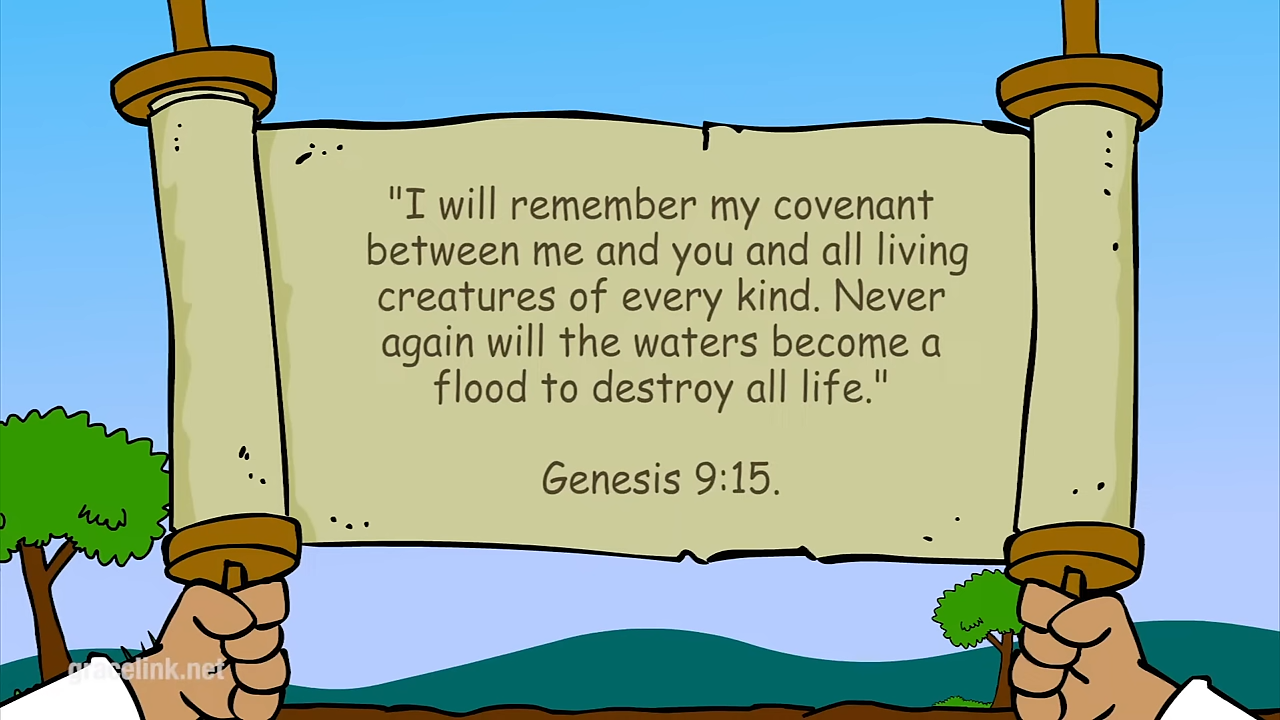 "I will remember my covenant
between me and you and all living
creatures of every kind. Never
again will the waters become a
flood to destroy all life."
Genesis 9:15.
gracelink.net